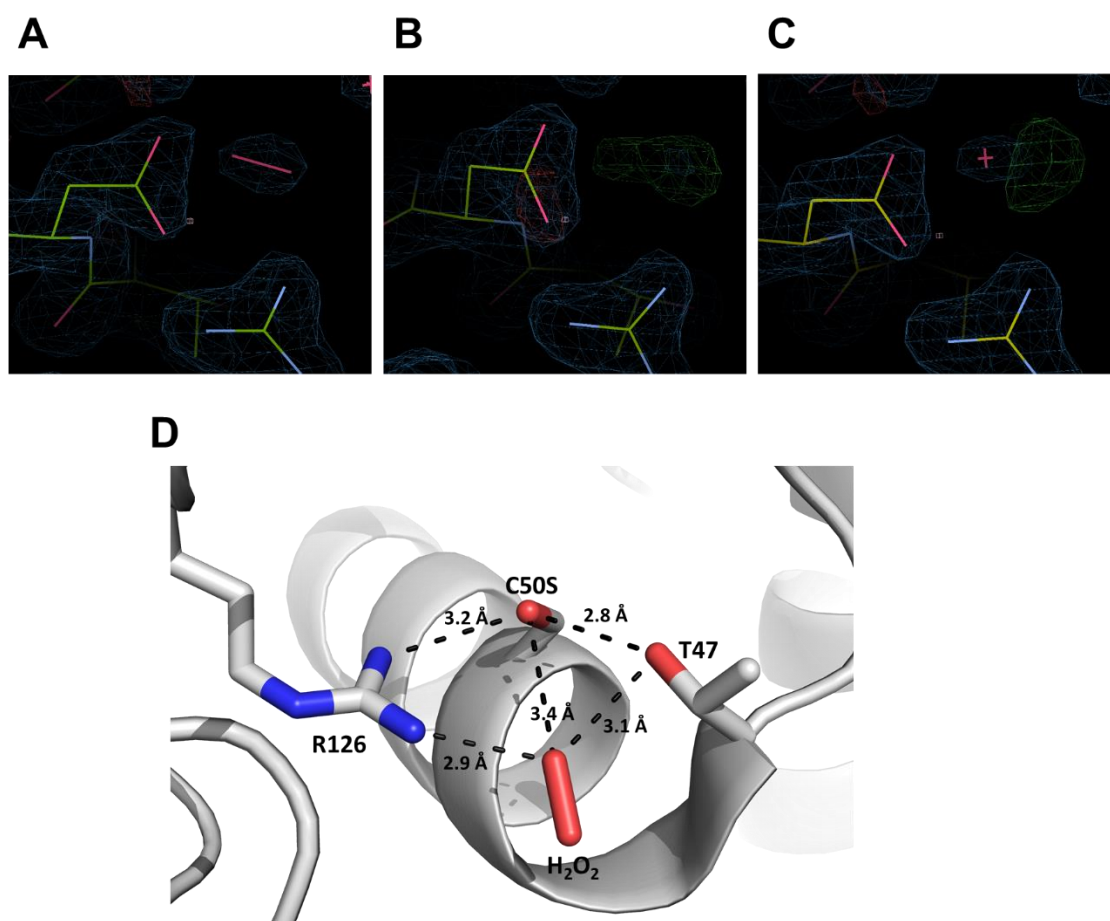 A
B
C
D
C50S
3.2 Å
2.8 Å
T47
3.4 Å
3.1 Å
R126
2.9 Å
H₂O₂